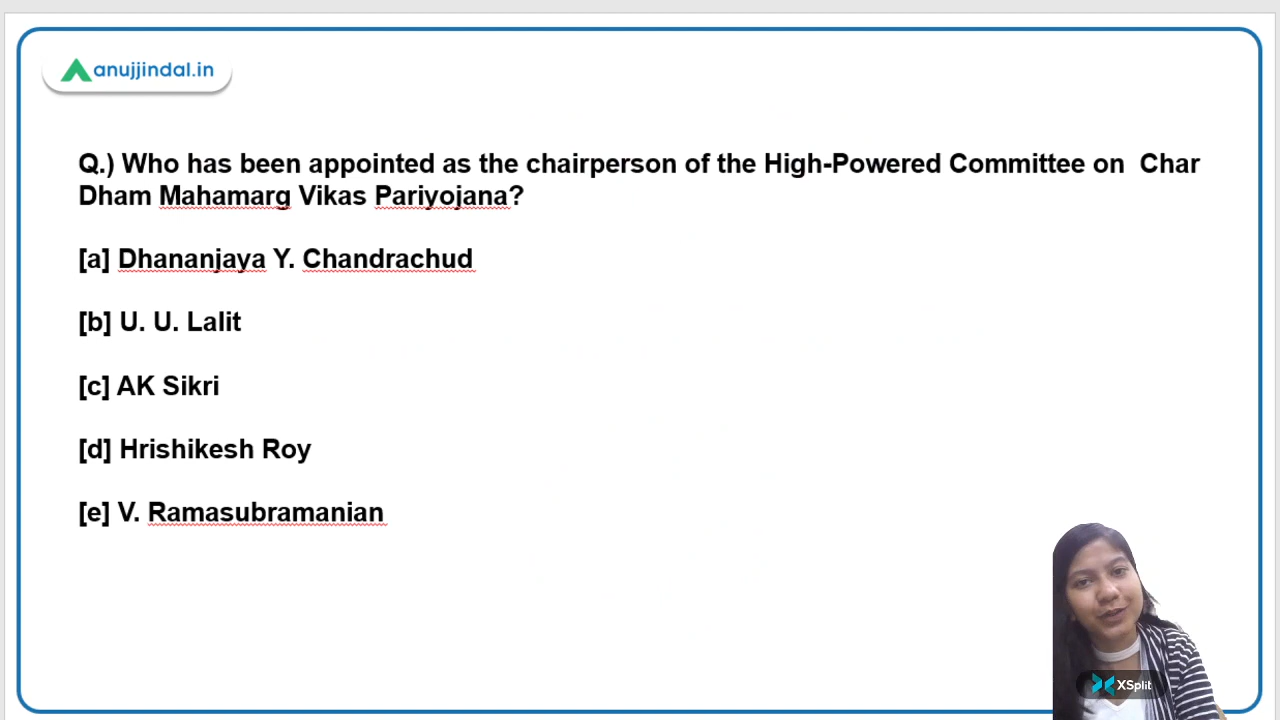 anujjindal.in
Q.) Who has been appointed as the chairperson of the High-Powered Committee on  Char
Dham Mahamarg Vikas Pariyojana?
[a] Dhananjaya Y. Chandrachud
[b] U. U. Lalit
[c] AK Sikri
[d] Hrishikesh Roy
[e] V. Ramasubramanian
XSplit